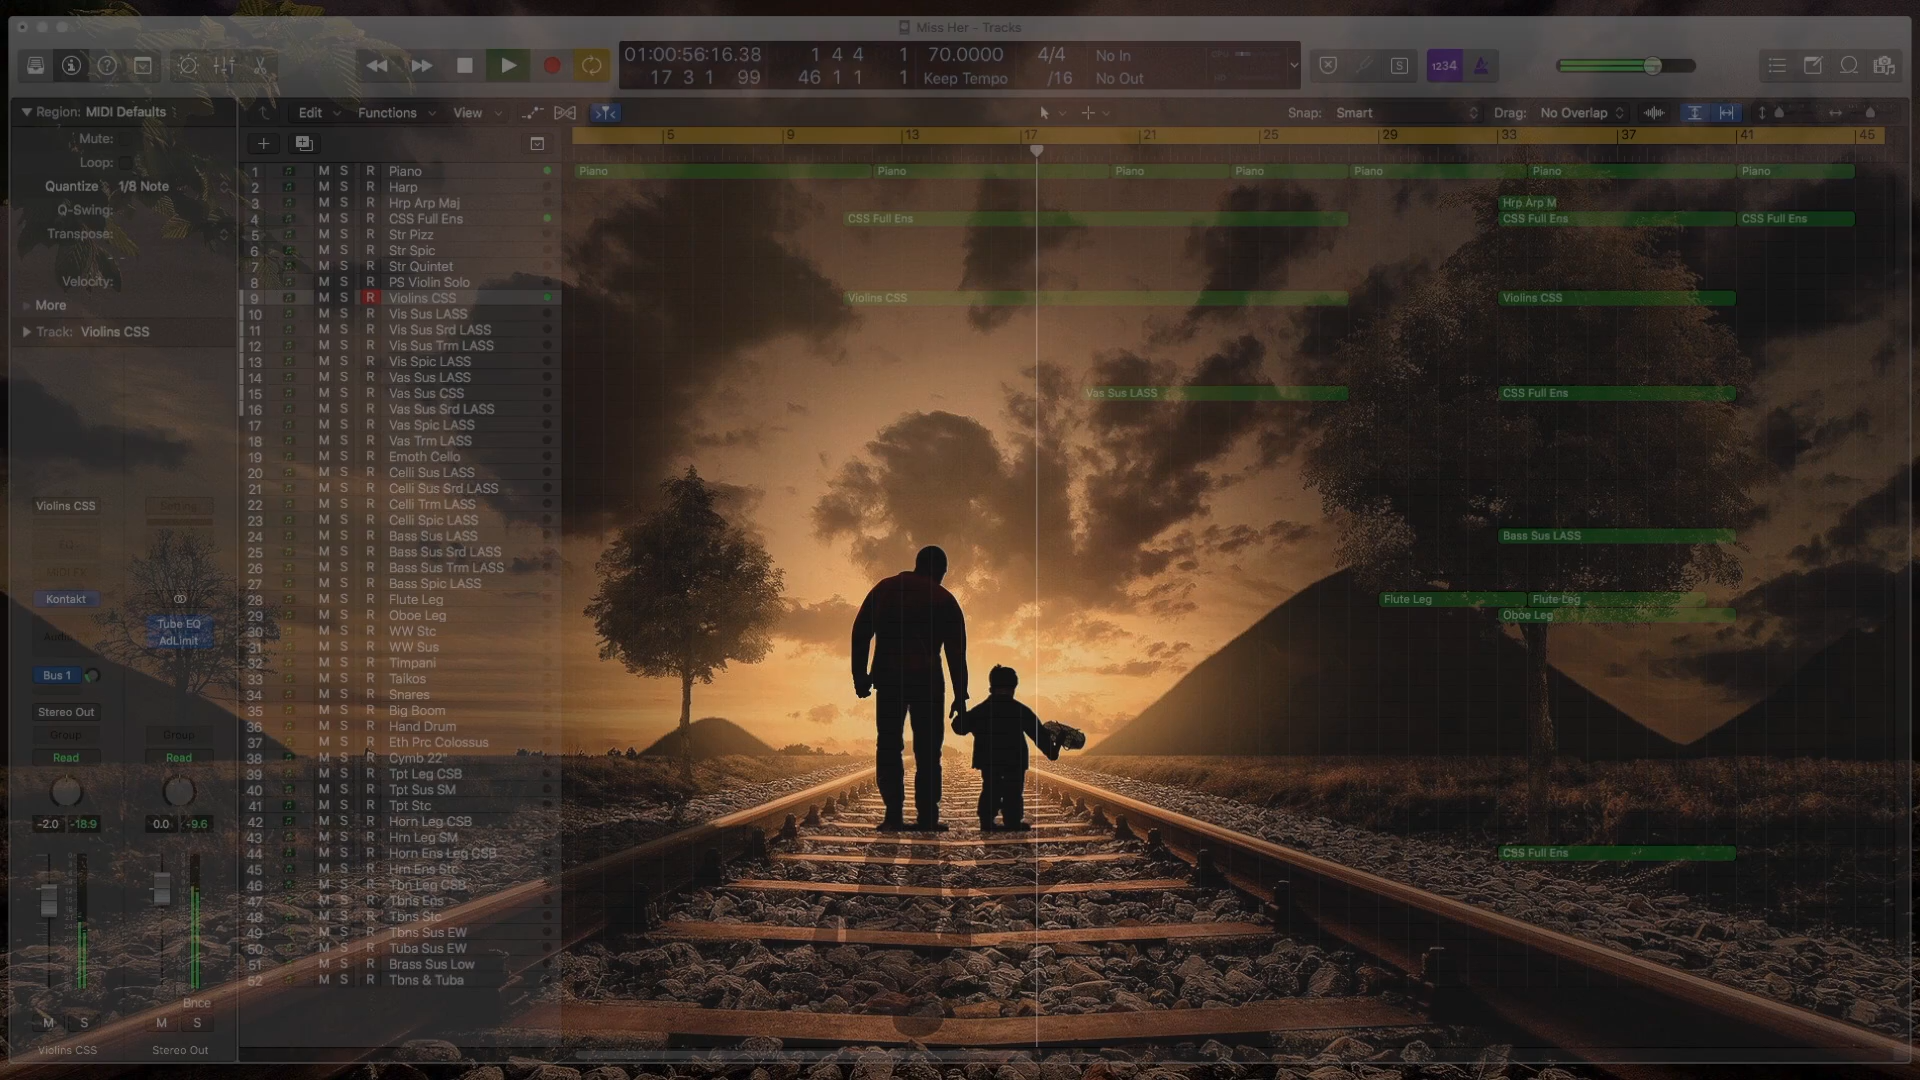 Miss Her - Tracks
01:00:56:16.38 1 4 4 1 70.0000 4/4 No In
17 3 1 99 46 1 1 1 Keep Tempo /16 No Out
1234
S
Region: MIDI Defaults
Edit Functions View Snap: Smart Drag: No Overlap
Mute:
Loop:
Quantize 1/8 Note
Q-Swing:
Transpose:
Velocity:
More
Track: Violins CSS
5 9 13 17 21 25 29 33 37 41 45
1 M S R Piano
2 M S R Harp
3 M S R Hrp Arp Maj
4 M S R CSS Full Ens
5 M S R Str Pizz
6 M S R Str Spic
7 M S R Str Quintet
8 M S R PS Violin Solo
9 M S R Violins CSS
10 M S R Vis Sus LASS
11 M S R Vis Sus Srd LASS
12 M S R Vis Sus Trm LASS
13 M S R Vis Spic LASS
14 M S R Vas Sus LASS
15 M S R Vas Sus CSS
16 M S R Vas Sus Srd LASS
17 M S R Vas Spic LASS
18 M S R Vas Trm LASS
19 M S R Emoth Cello
20 M S R Celli Sus LASS
21 M S R Celli Sus Srd LASS
22 M S R Celli Trm LASS
23 M S R Celli Spic LASS
24 M S R Bass Sus LASS
25 M S R Bass Sus Srd LASS
26 M S R Bass Sus Trm LASS
27 M S R Bass Spic LASS
28 M S R Flute Leg
29 M S R Oboe Leg
30 M S R WW Stc
31 M S R WW Sus
32 M S R Timpani
33 M S R Taikos
34 M S R Snares
35 M S R Big Boom
36 M S R Hand Drum
37 M S R Eth Prc Colossus
38 M S R Cymb 22"
39 M S R Tpt Leg CSB
40 M S R Tpt Sus SM
41 M S R Tpt Stc
42 M S R Horn Leg CSB
43 M S R Hrn Leg SM
44 M S R Horn Ens Leg CSB
45 M S R Hrn Ens Stc
46 M S R Tbn Leg CSB
47 M S R Tbns Ens
48 M S R Tbns Stc
49 M S R Tbns Sus EW
50 M S R Tuba Sus EW
51 M S R Brass Sus Low
52 M S R Tbns & Tuba
Piano Piano Piano Piano Piano Piano Piano
Hrp Arp M
CSS Full Ens CSS Full Ens CSS Full Ens
Violins CSS Violins CSS
Vas Sus LASS CSS Full Ens
Bass Sus LASS
Flute Leg Flute Leg
Oboe Leg
CSS Full Ens
Violins CSS Setting
EQ
MIDI FX
Kontakt
Tube EQ
Audio AdLimit
Bus 1
Stereo Out
Group Group
Read Read
-2.0 -18.9 0.0 -9.6
Bnce
M S M S
Violins CSS Stereo Out